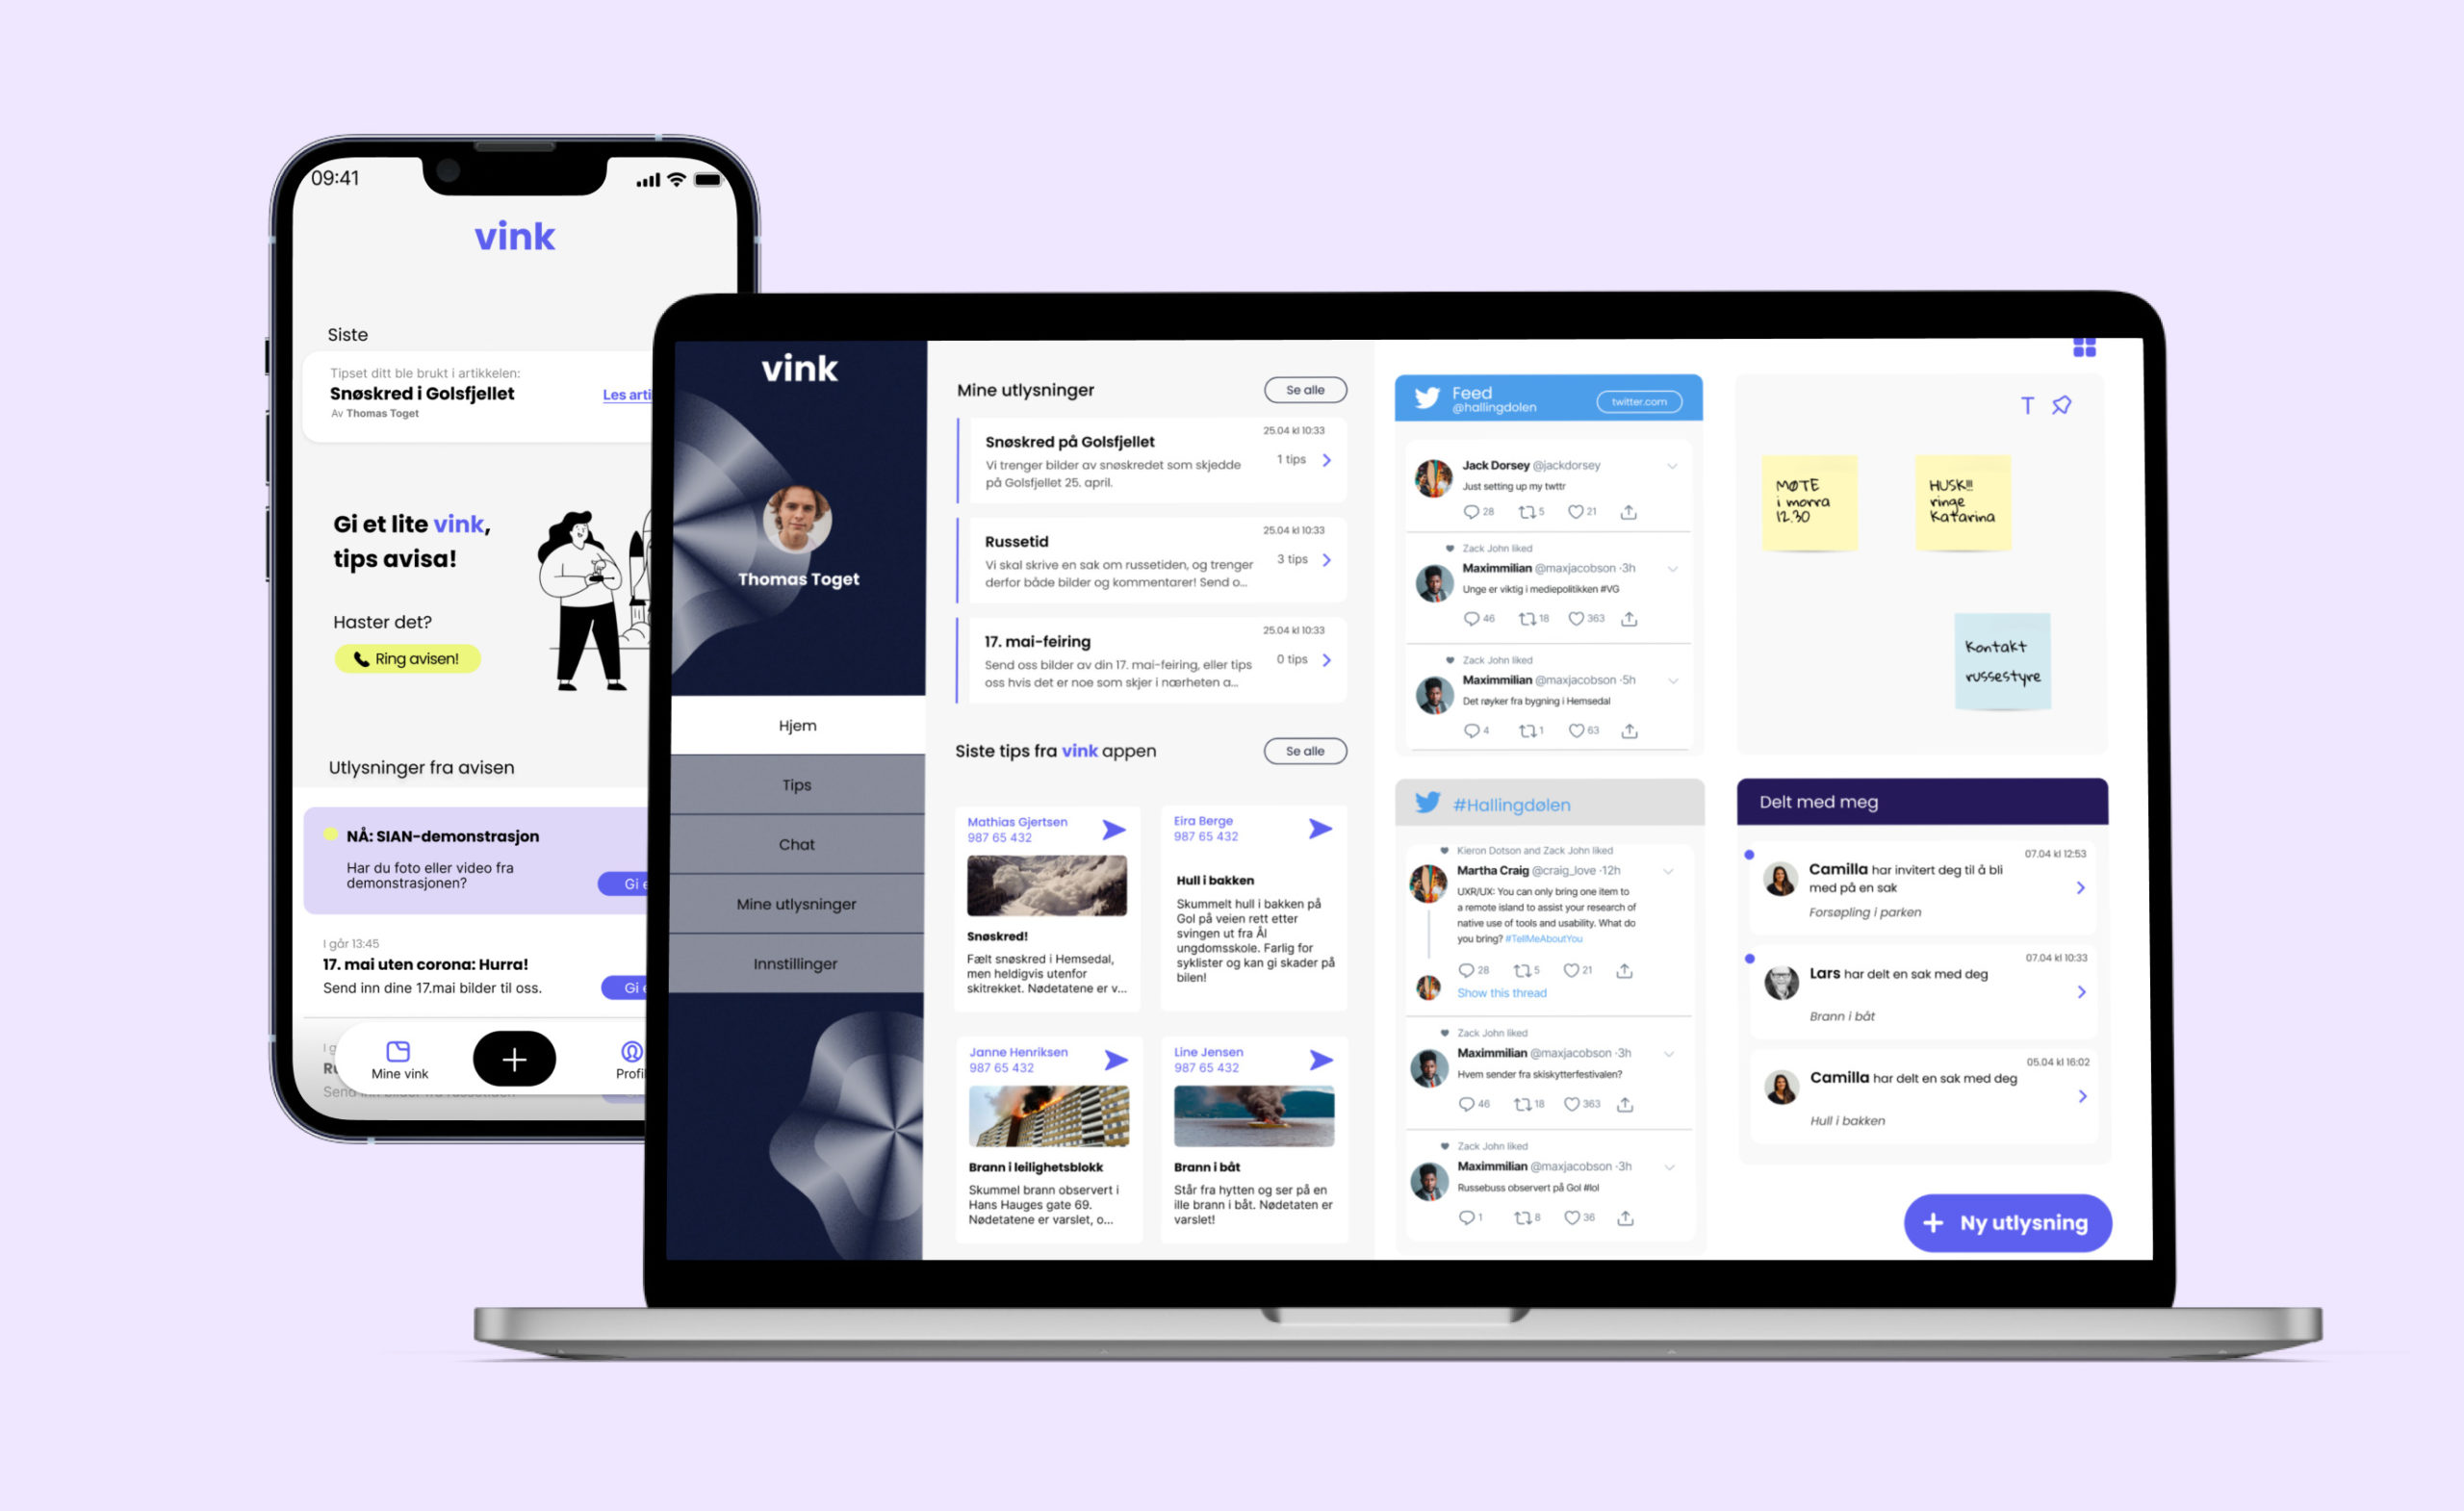 09:41
vink
Siste
Tipset ditt ble brukt i artikkelen:
Snøskred i Golsfjellet
Av Thomas Toget
Les arti
Gi et lite vink,
tips avisa!
Haster det?
Ring avisen!
Utlysninger fra avisen
NÅ: SIAN-demonstrasjon
Har du foto eller video fra
demonstrasjonen?
Gi
I går 13:45
17. mai uten corona: Hurra!
Send inn dine 17.mai bilder til oss.
Gi
Mine vink
Profil
vink
Thomas Toget
Hjem
Tips
Chat
Mine utlysninger
Innstillinger
Mine utlysninger
Se alle
Snøskred på Golsfjellet
25.04 kl 10:33
Vi trenger bilder av snøskredet som skjedde
på Golsfjellet 25. april.
1 tips
Russetid
25.04 kl 10:33
Vi skal skrive en sak om russetiden, og trenger
derfor både bilder og kommentarer! Send o...
3 tips
17. mai-feiring
25.04 kl 10:33
Send oss bilder av din 17. mai-feiring, eller tips
oss hvis det er noe som skjer i nærheten a...
0 tips
Siste tips fra vink appen
Se alle
Mathias Gjertsen
987 65 432
Snøskred!
Fælt snøskred i Hemsedal,
men heldigvis utenfor
skitrekket. Nødetatene er v...
Eira Berge
987 65 432
Hull i bakken
Skummelt hull i bakken på
Gol på veien rett etter
svingen ut fra Ål
ungdomsskole. Farlig for
syklister og kan gi skader på
bilen!
Janne Henriksen
987 65 432
Brann i leilighetsblokk
Skummel brann observert i
Hans Hauges gate 69.
Nødetatene er varslet, o...
Line Jensen
987 65 432
Brann i båt
Står fra hytten og ser på en
ille brann i båt. Nødetaten er
varslet!
Feed
@hallingdolen
twitter.com
Jack Dorsey @jackdorsey
Just setting up my twttr
28 5 21
Zack John liked
Maximmilian @maxjacobson ·3h
Unge er viktig i mediepolitikken #VG
46 18 363
Zack John liked
Maximmilian @maxjacobson ·5h
Det røyker fra bygning i Hemsedal
4 1 63
#Hallingdølen
Kieron Dotson and Zack John liked
Martha Craig @craig_love ·12h
UXR/UX: You can only bring one item to
a remote island to assist your research of
native use of tools and usability. What do
you bring? #TellMeAboutYou
28 5 21
Show this thread
Zack John liked
Maximmilian @maxjacobson ·3h
Hvem sender fra skiskytterfestivalen?
46 18 363
Zack John liked
Maximmilian @maxjacobson ·3h
Russebuss observert på Gol #lol
1 8 36
T
MØTE
i morra
12.30
HUSK!!!
ringe
Katarina
Kontakt
russestyre
Delt med meg
07.04 kl 12:53
Camilla har invitert deg til å bli
med på en sak
Forsøpling i parken
07.04 kl 10:33
Lars har delt en sak med deg
Brann i båt
05.04 kl 16:02
Camilla har delt en sak med deg
Hull i bakken
+ Ny utlysning